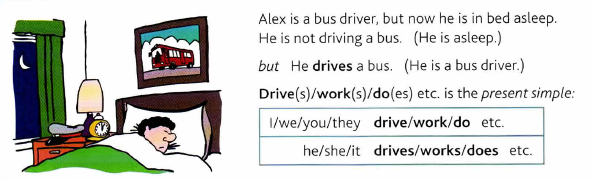 Alex is a bus driver, but now he is in bed asleep.
He is not driving a bus. (He is asleep.)
but He drives a bus. (He is a bus driver.)
Drive(s)/work(s)/do(es) etc. is the present simple:
I/we/you/they drive/work/do etc.
he/she/it drives/works/does etc.